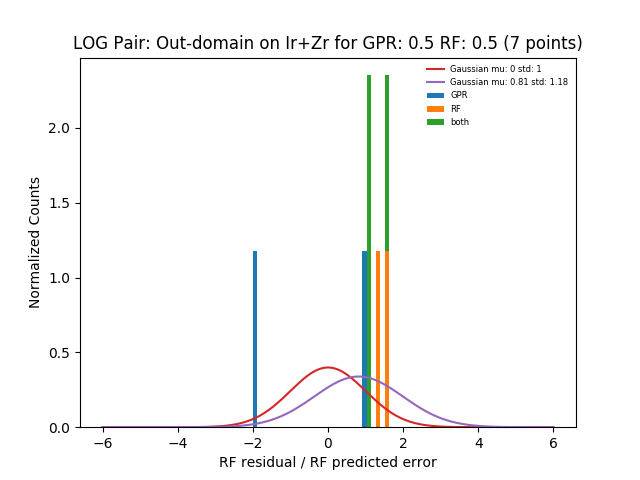 LOG Pair: Out-domain on Ir+Zr for GPR: 0.5 RF: 0.5 (7 points)
Gaussian mu: 0 std: 1
Gaussian mu: 0.81 std: 1.18
GPR
RF
both
Normalized Counts
2.0
1.5
1.0
0.5
0.0
−6 −4 −2 0 2 4 6
RF residual / RF predicted error